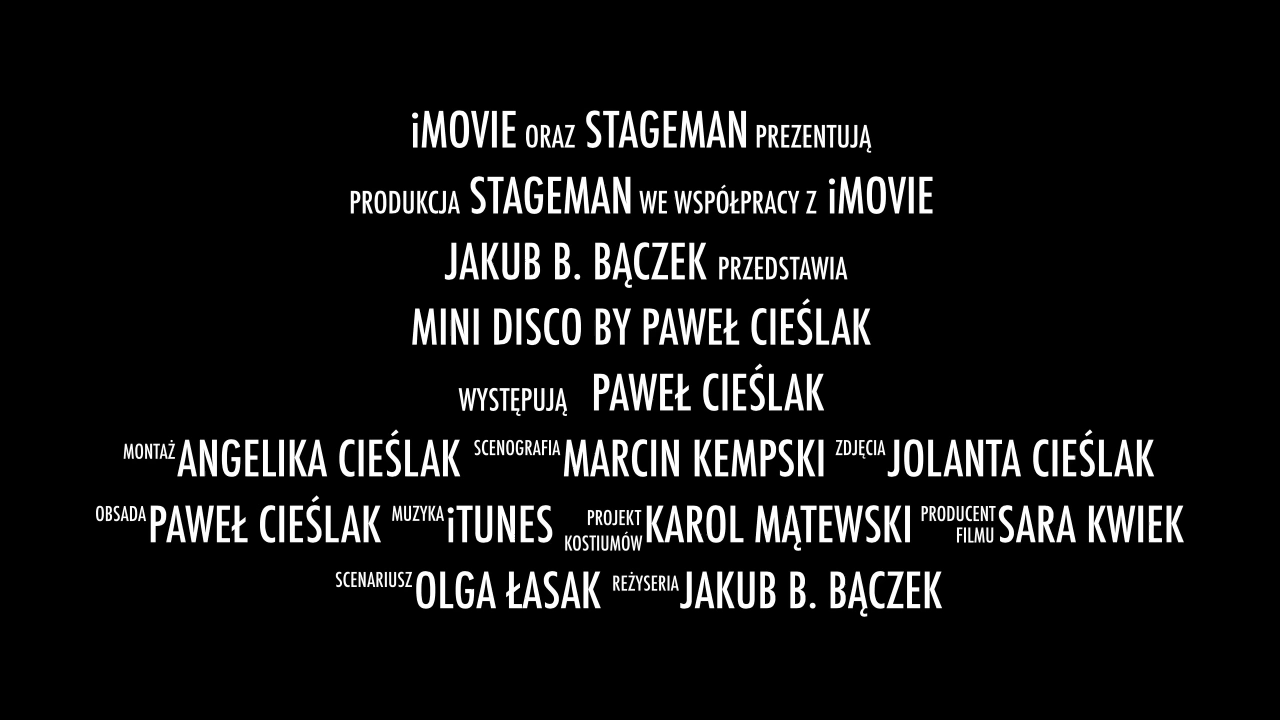 iMOVIE ORAZ STAGEMAN PREZENTUJĄ
PRODUKCJA STAGEMAN WE WSPÓŁPRACY Z iMOVIE
JAKUB B. BĄCZEK PRZEDSTAWIA
MINI DISCO BY PAWEŁ CIEŚLAK
WYSTĘPUJĄ PAWEŁ CIEŚLAK
MONTAŻ ANGELIKA CIEŚLAK SCENOGRAFIA MARCIN KEMPSKI ZDJĘCIA JOLANTA CIEŚLAK
OBSADA PAWEŁ CIEŚLAK MUZYKA iTUNES PROJEKT KOSTIUMÓW KAROL MĄTEWSKI PRODUCENT FILMU SARA KWIEK
SCENARIUSZ OLGA ŁASAK REŻYSERIA JAKUB B. BĄCZEK